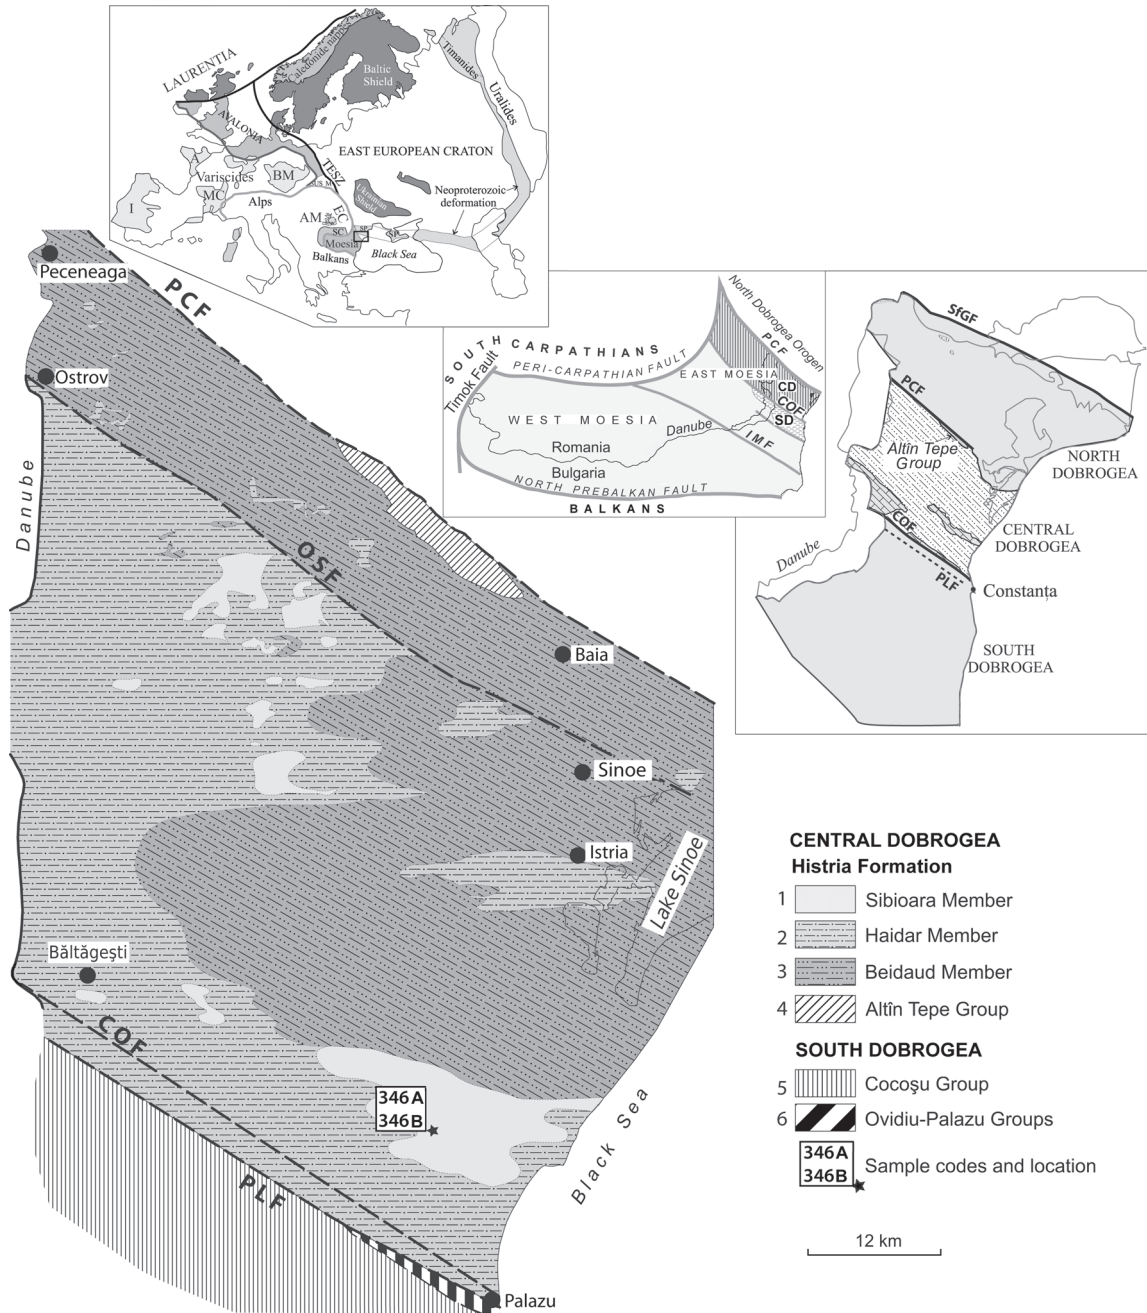 LAURENTIA
Caledonide nappes
Baltic
Shield
Timanides
Uralides
AVALONIA
EAST EUROPEAN CRATON
TESZ
A
Variscides
BM
MC
US
M
Ukrainian
Shield
Neoproterozoic
deformation
I
Alps
AM
EC
SC
SP
SP
Moesia
Balkans
Black Sea
Peceneaga
PCF
Ostrov
Danube
OSF
Baia
Sinoe
Istria
Lake Sinoe
Băltăgeşti
COF
346A
346B
PLF
Black Sea
Palazu
SOUTH CARPATHIANS
PERI-CARPATHIAN FAULT
Timok Fault
North Dobrogea Orogen
PCF
EAST MOESIA
CD
COF
SD
WEST MOESIA
Danube
IMF
Romania
Bulgaria
NORTH PREBALKAN FAULT
BALKANS
SfGF
PCF
Altîn Tepe
Group
NORTH
DOBROGEA
COF
CENTRAL
DOBROGEA
Danube
PLF
Constanţa
SOUTH
DOBROGEA
CENTRAL DOBROGEA
Histria Formation
1 Sibioara Member
2 Haidar Member
3 Beidaud Member
4 Altîn Tepe Group
SOUTH DOBROGEA
5 Cocoşu Group
6 Ovidiu-Palazu Groups
346A
346B
Sample codes and location
12 km